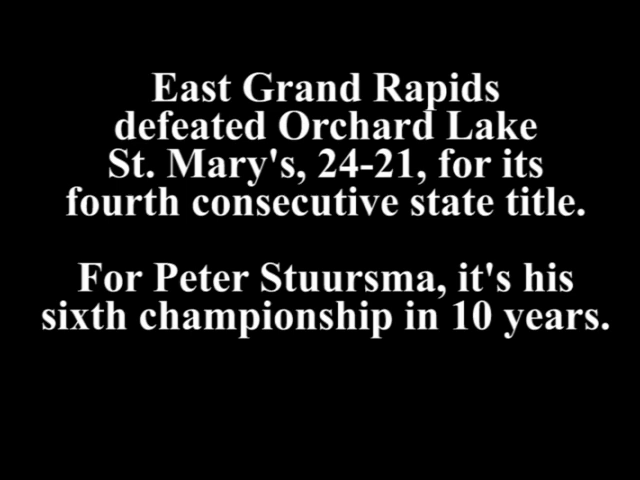 East Grand Rapids
defeated Orchard Lake
St. Mary's, 24-21, for its
fourth consecutive state title.
For Peter Stuursma, it's his
sixth championship in 10 years.